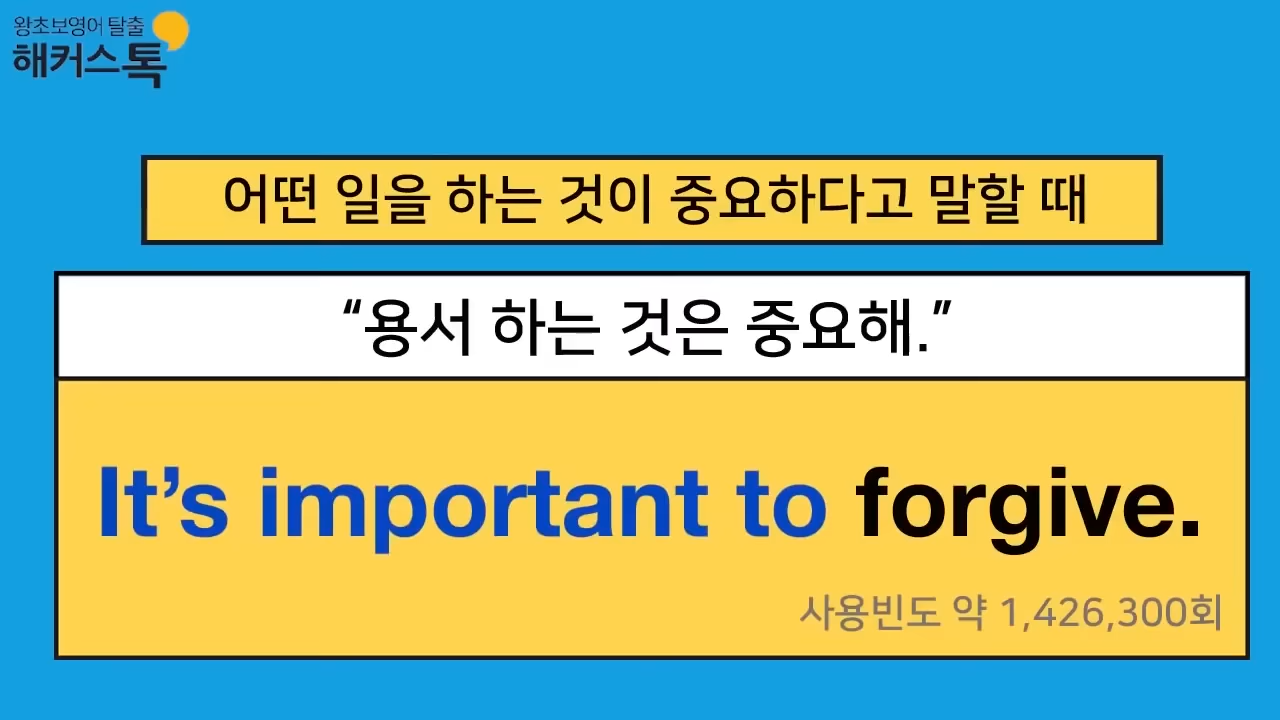 왕초보영어 탈출
해커스톡
어떤 일을 하는 것이 중요하다고 말할 때
“용서 하는 것은 중요해.”
It’s important to forgive.
사용빈도 약 1,426,300회